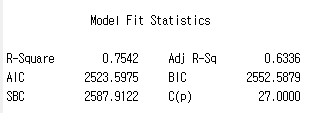 Model Fit Statistics
R-Square 0.7542 Adj R-Sq 0.6336
AIC 2523.5975 BIC 2552.5879
SBC 2587.9122 C(p) 27.0000